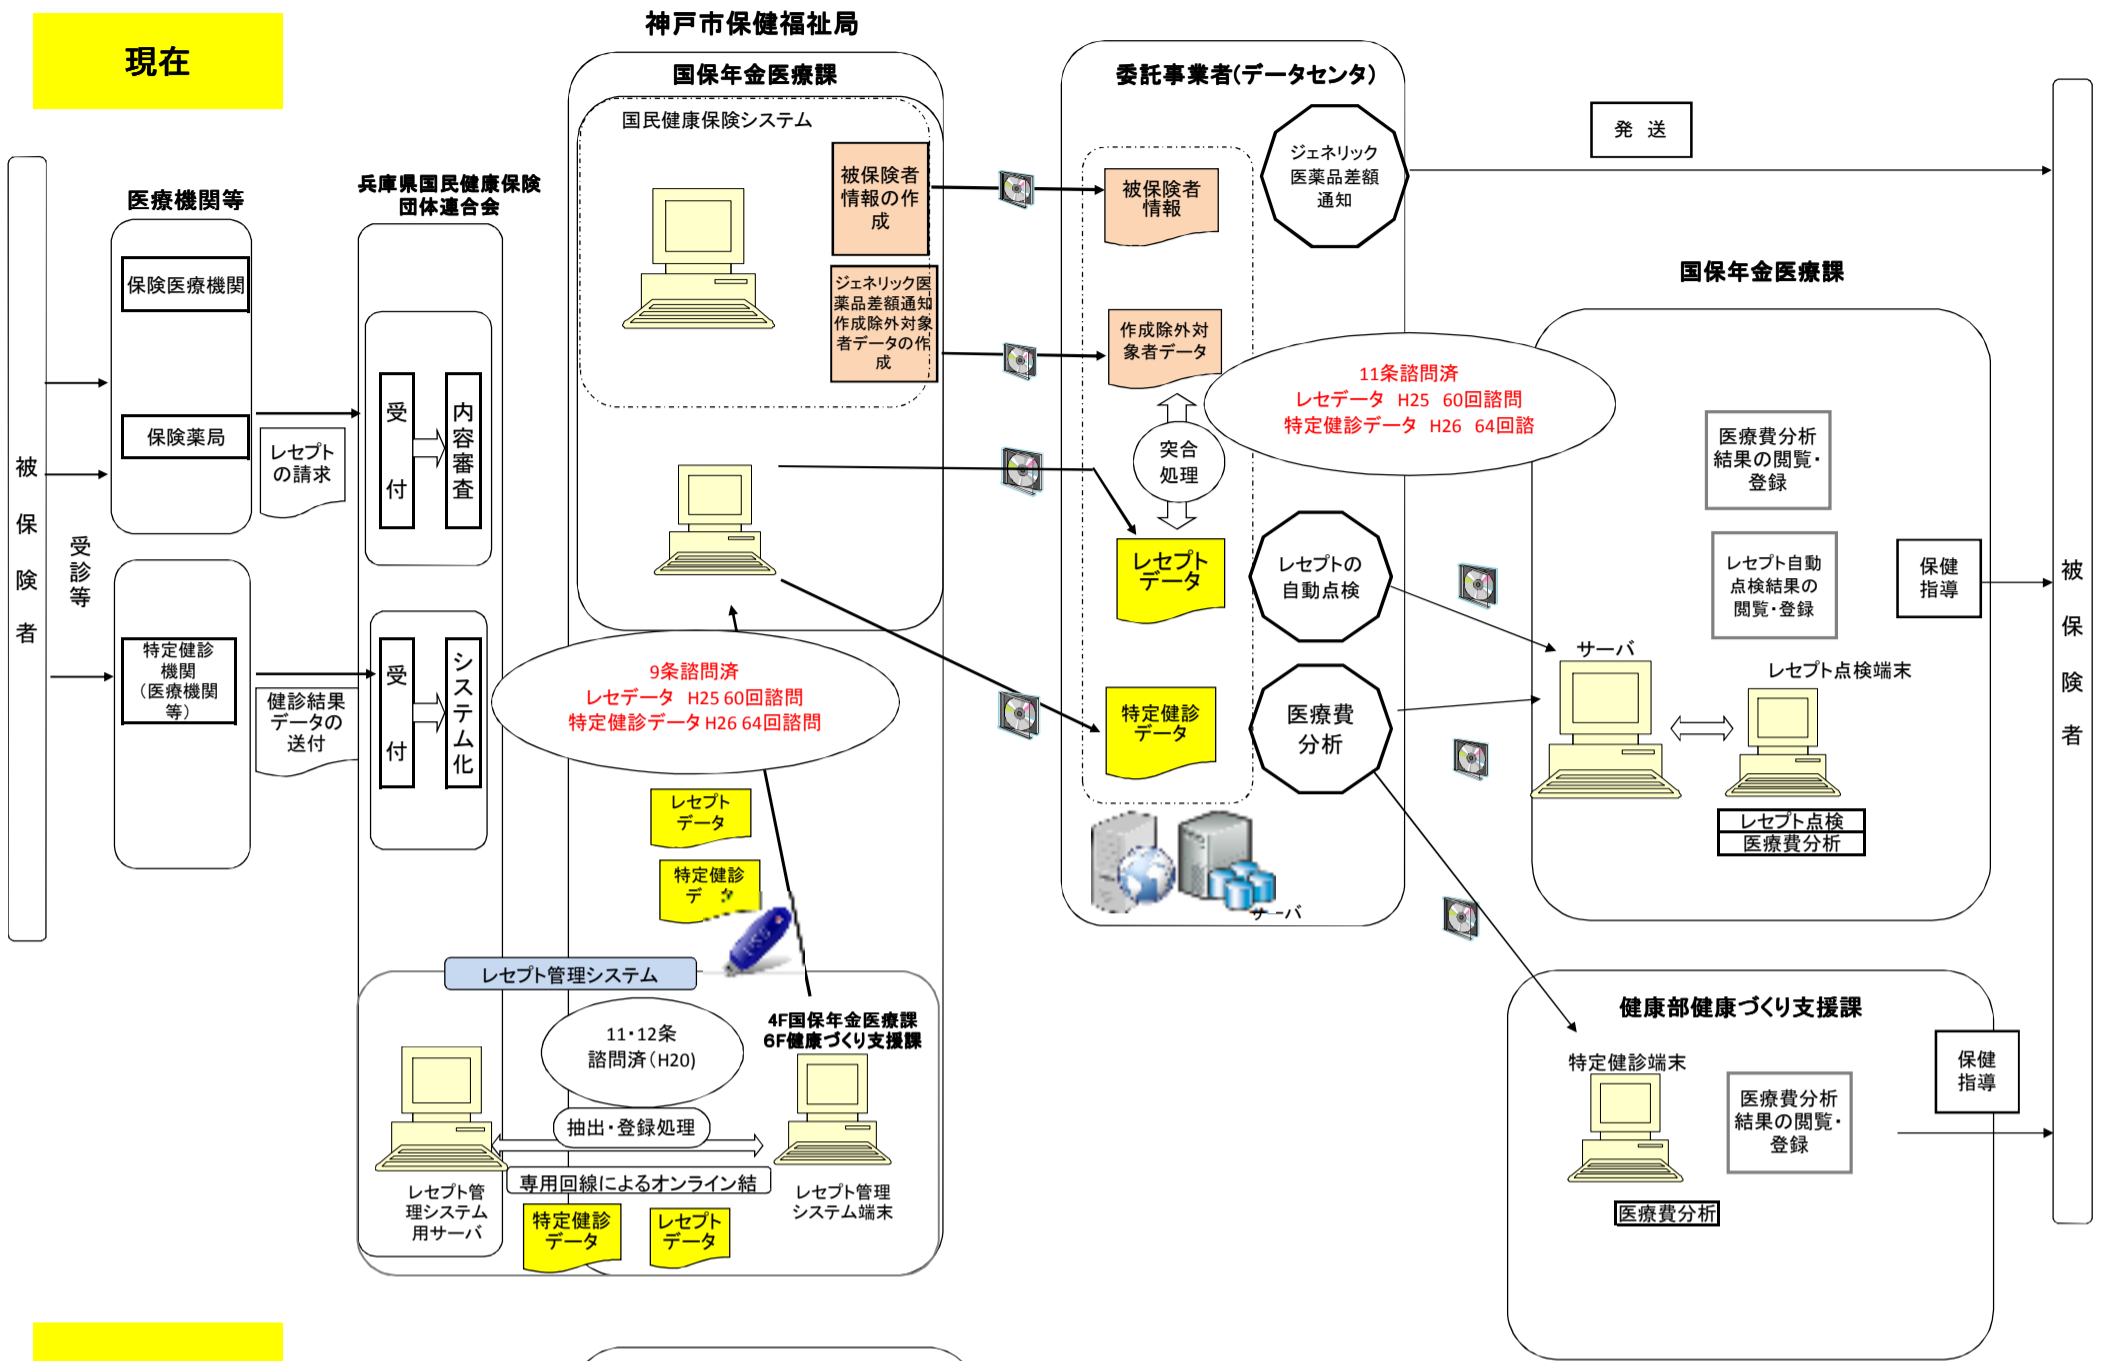 現在
神戸市保健福祉局
国保年金医療課
国民健康保険システム
被保険者
情報の作
成
ジェネリック医
薬品差額通知
作成除外対象
者データの作
成
委託事業者(データセンタ)
ジェネリック
医薬品差額
通知
発 送
被保険者
情報
作成除外対
象者データ
突合
処理
レセプト
データ
特定健診
データ
レセプトの
自動点検
医療費
分析
サーバ
11条諮問済
レセデータ H25 60回諮問
特定健診データ H26 64回諮
被保険者
受診等
医療機関等
保険医療機関
保険薬局
レセプト
の請求
特定健診
機関
(医療機関
等)
健診結果
データの
送付
兵庫県国民健康保険
団体連合会
受付
内容審査
受付
システム化
9条諮問済
レセデータ H25 60回諮問
特定健診データ H26 64回諮問
レセプト
データ
特定健診
データ
USB
レセプト管理システム
11・12条
諮問済(H20)
4F国保年金医療課
6F健康づくり支援課
抽出・登録処理
専用回線によるオンライン結
レセプト管
理システム
用サーバ
レセプト管理
システム端末
特定健診
データ
レセプト
データ
国保年金医療課
医療費分析
結果の閲覧・
登録
レセプト自動
点検結果の
閲覧・登録
保健
指導
サーバ
レセプト点検端末
レセプト点検
医療費分析
健康部健康づくり支援課
特定健診端末
医療費分析
結果の閲覧・
登録
保健
指導
医療費分析
被保険者